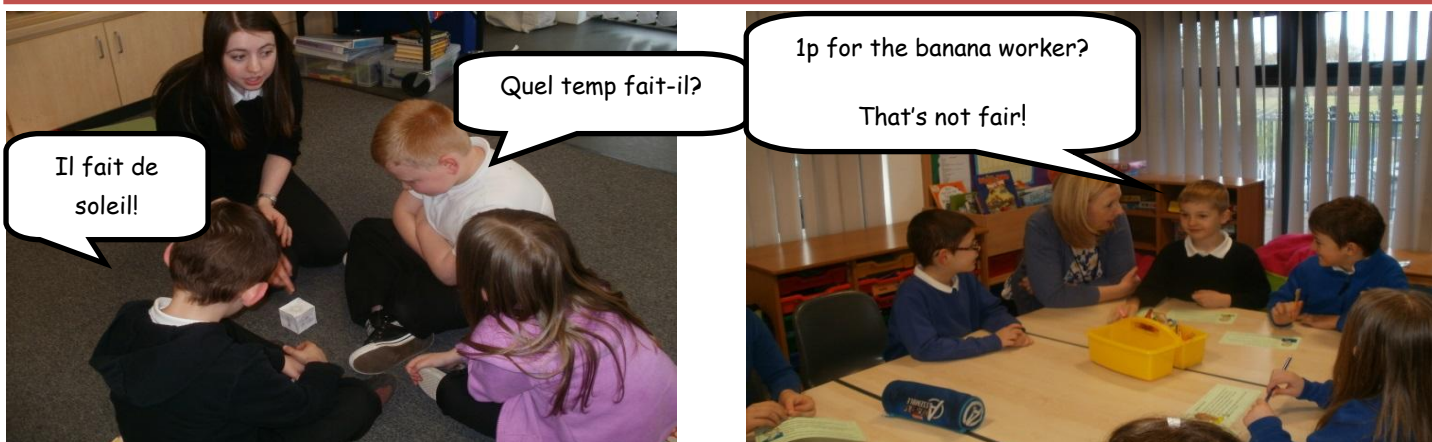 Quel temp fait-il?
Il fait de
soleil!
1p for the banana worker?
That's not fair!